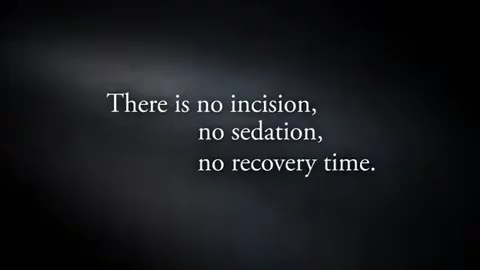 There is no incision,
no sedation,
no recovery time.